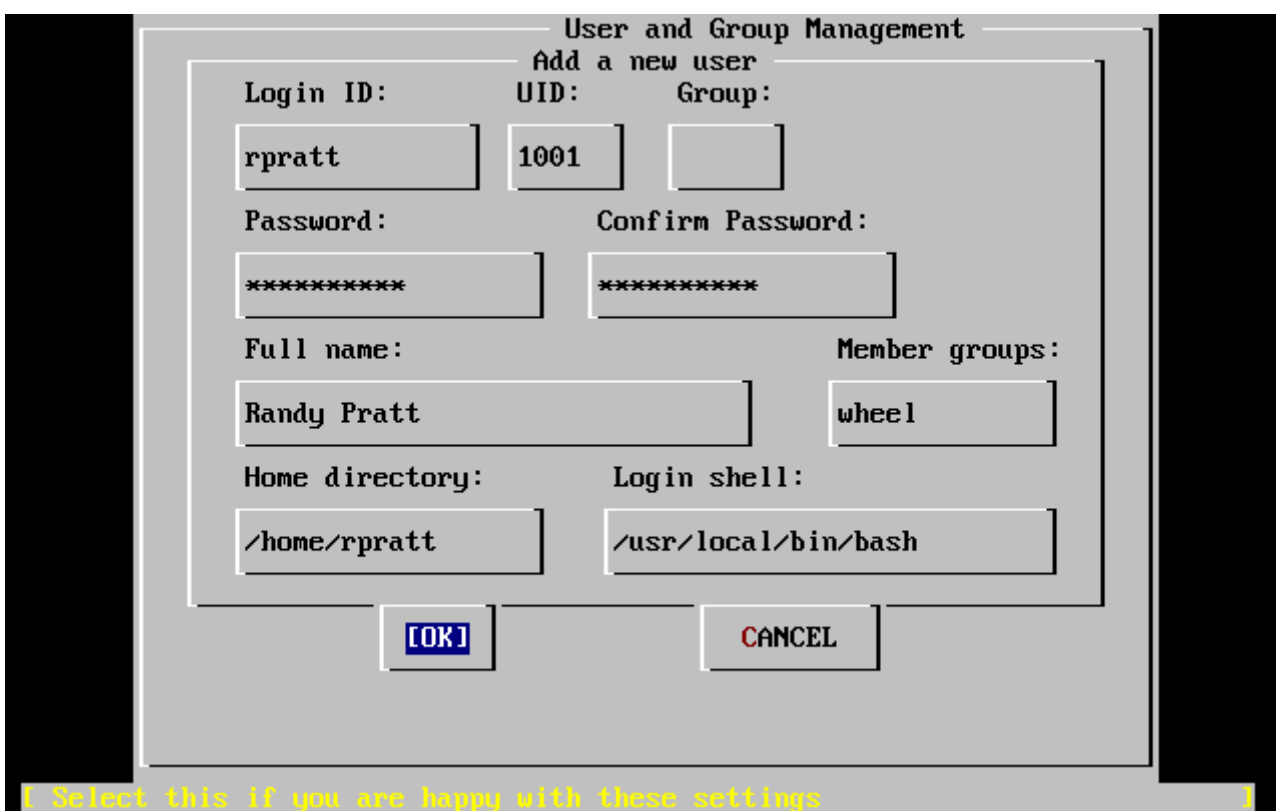 User and Group Management
Add a new user
Login ID: UID: Group:
rpratt 1001
Password: Confirm Password:
********** **********
Full name: Member groups:
Randy Pratt wheel
Home directory: Login shell:
/home/rpratt /usr/local/bin/bash
[OK] CANCEL
[ Select this if you are happy with these settings ]